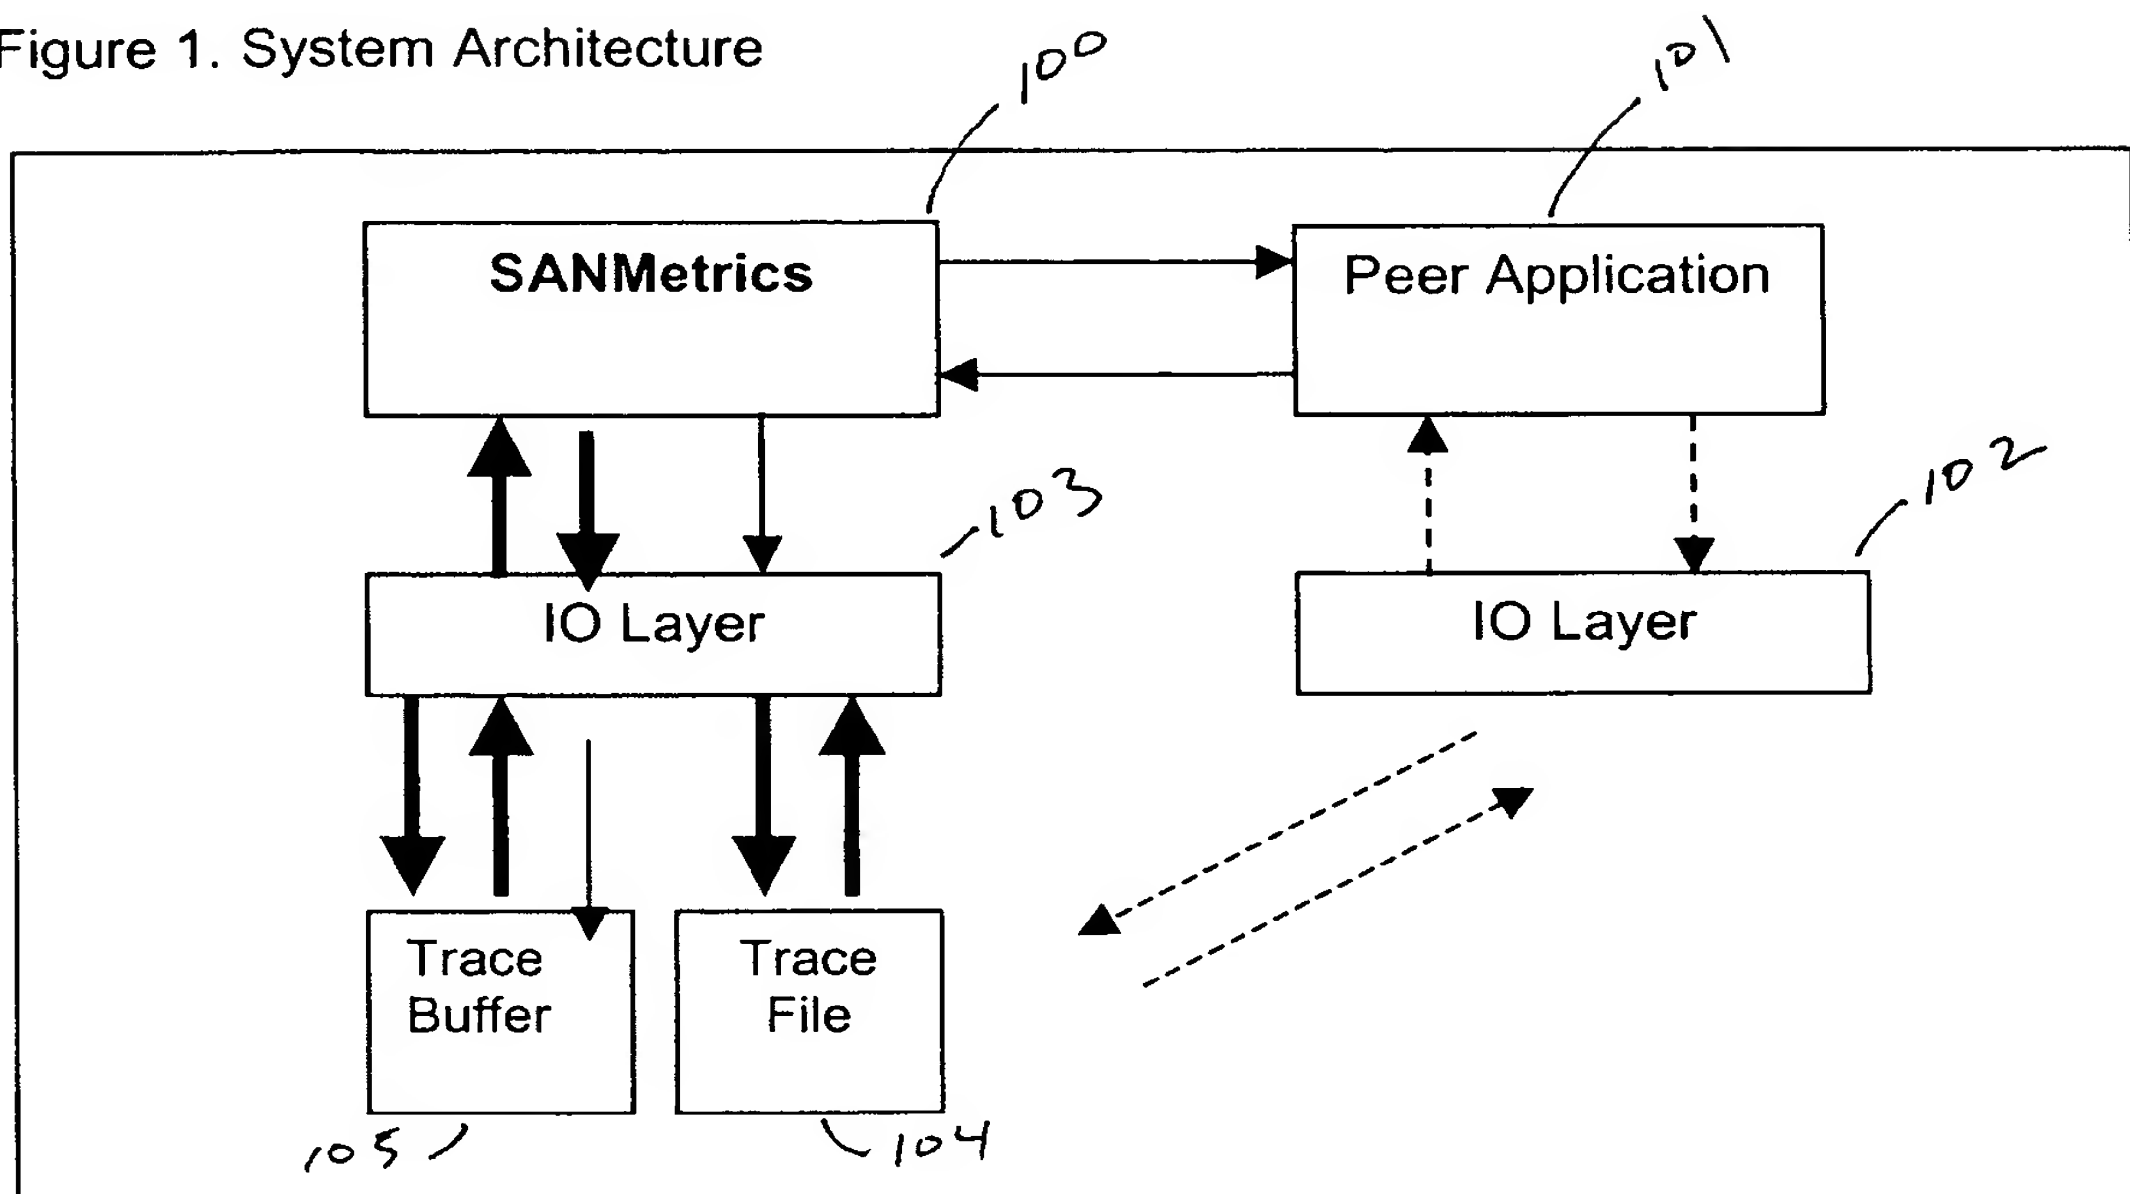 Figure 1. System Architecture
100
101
SANMetrics
Peer Application
103
102
IO Layer
IO Layer
Trace
Buffer
Trace
File
105
104